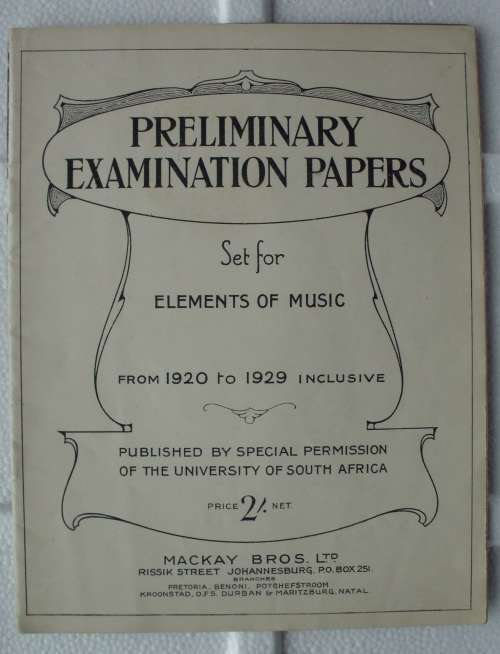 PRELIMINARY
EXAMINATION PAPERS
Set for
ELEMENTS OF MUSIC
FROM 1920 to 1929 INCLUSIVE
PUBLISHED BY SPECIAL PERMISSION
OF THE UNIVERSITY OF SOUTH AFRICA
PRICE 2/. NET.
MACKAY BROS. LTD
RISSIK STREET JOHANNESBURG. P.O. BOX 251.
BRANCHES
PRETORIA, BENONI, POTCHEFSTROOM
KROONSTAD, O.F.S. DURBAN & MARITZBURG, NATAL.